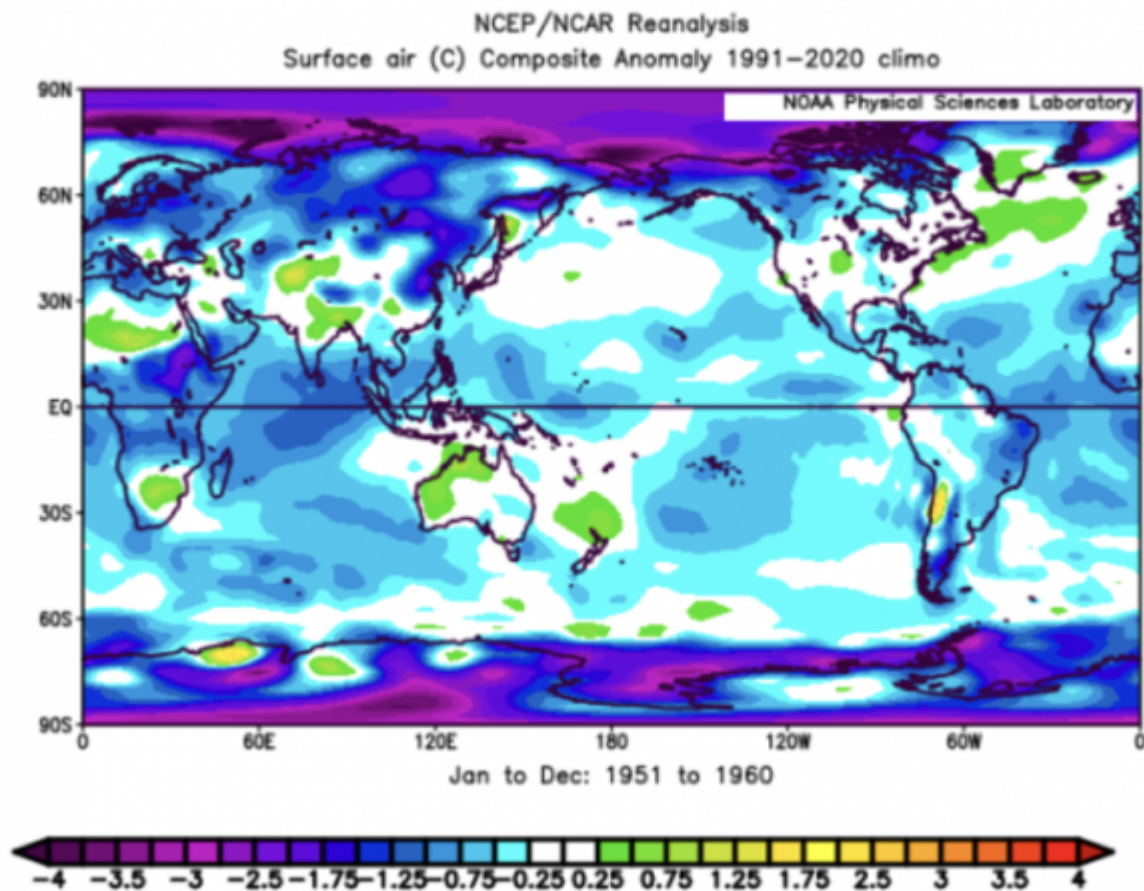 NCEP/NCAR Reanalysis
Surface air (C) Composite Anomaly 1991-2020 climo
90N
NOAA Physical Sciences Laboratory
60N
30N
EQ
30S
60S
90S
0 60E 120E 180 120W 60W 0
Jan to Dec: 1951 to 1960
-4 -3.5 -3 -2.5 -1.75 -1.25 -0.75 -0.25 0.25 0.75 1.25 1.75 2.5 3 3.5 4